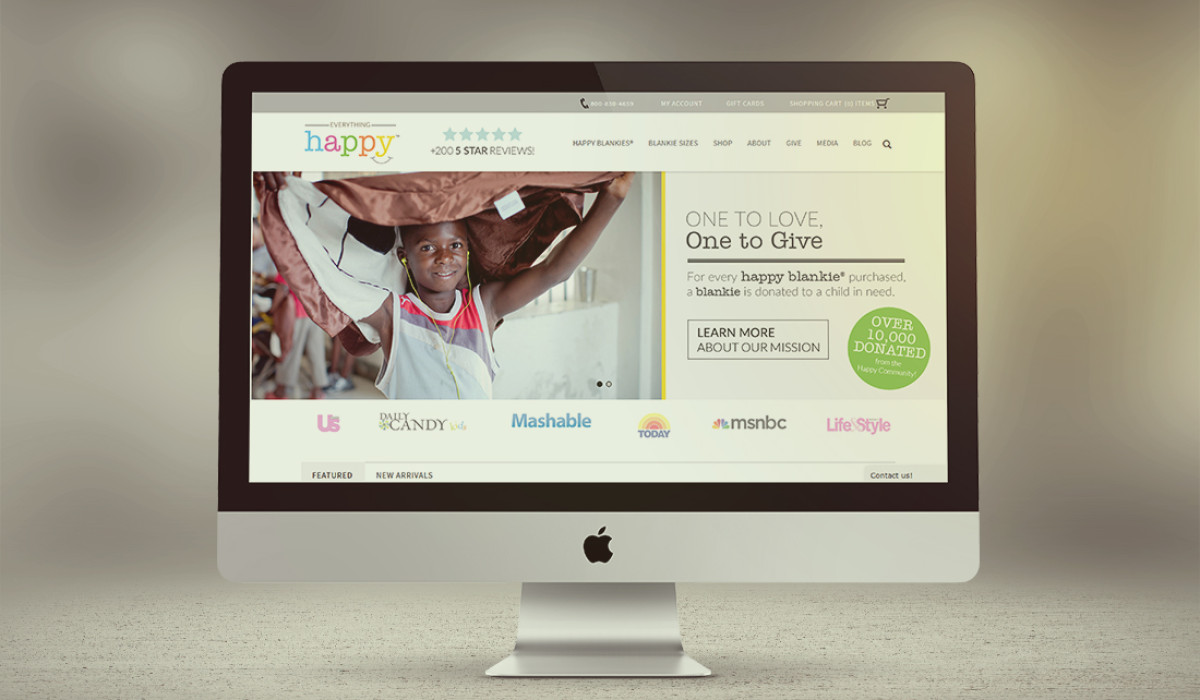 MY ACCOUNT
GIFT CARDS
SHOPPING CART (0) ITEMS
EVERYTHING
happy™
+200 5 STAR REVIEWS!
HAPPY BLANKIES®
BLANKIE SIZES
SHOP
ABOUT
GIVE
MEDIA
BLOG
ONE TO LOVE,
One to Give
For every happy blankie® purchased,
a blankie is donated to a child in need.
LEARN MORE
ABOUT OUR MISSION
OVER
10,000
DONATED
from the
Happy Community!
Us
DAILY
CANDY kids
Mashable
TODAY
msnbc
Life&Style
FEATURED
NEW ARRIVALS
Contact us!